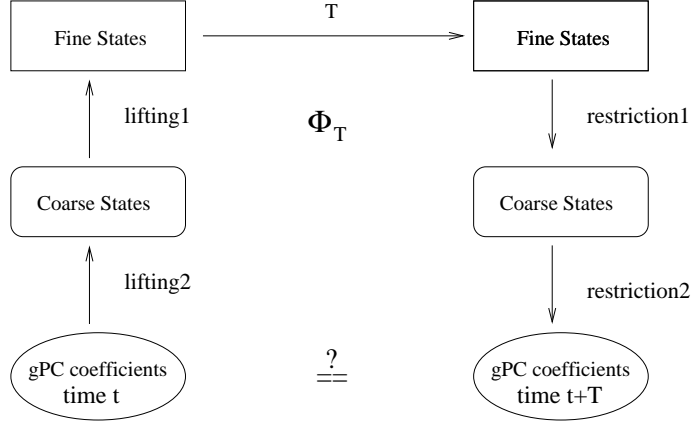 T
Fine States
Fine States
lifting1
Φ_T
restriction1
Coarse States
Coarse States
lifting2
restriction2
gPC coefficients
time t
?
==
gPC coefficients
time t+T